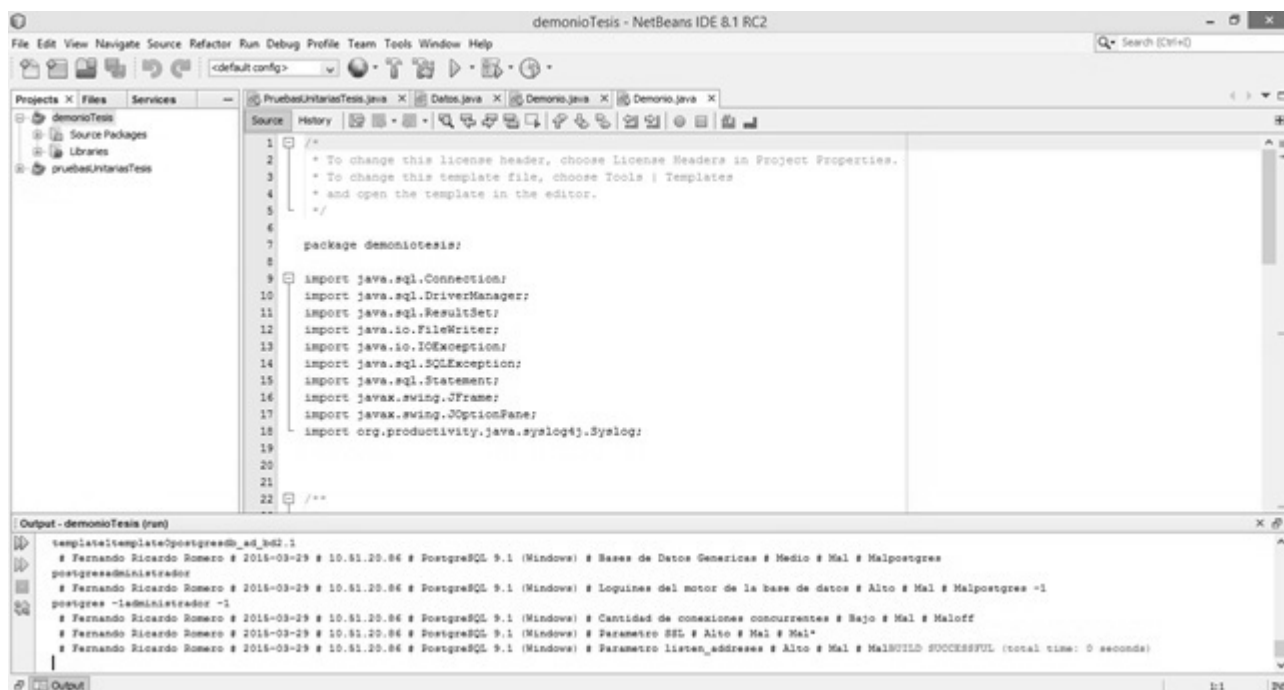 demonioTesis - NetBeans IDE 8.1 RC2
File Edit View Navigate Source Refactor Run Debug Profile Team Tools Window Help
Search (Ctrl+I)
<default config>
Projects Files Services
PruebasUnitariasTesis.java Datos.java Demonio.java Demonio.java
demonioTesis
Source Packages
Libraries
pruebasUnitariasTesis
Source History
1 /*
2 * To change this license header, choose License Headers in Project Properties.
3 * To change this template file, choose Tools | Templates
4 * and open the template in the editor.
5 */
6
7 package demoniotesis;
8
9 import java.sql.Connection;
10 import java.sql.DriverManager;
11 import java.sql.ResultSet;
12 import java.io.FileWriter;
13 import java.io.IOException;
14 import java.sql.SQLException;
15 import java.sql.Statement;
16 import javax.swing.JFrame;
17 import javax.swing.JOptionPane;
18 import org.productivity.java.syslog4j.Syslog;
19
20
21
22 /**
Output - demonioTesis (run)
template1template0postgresdb_ad_bd2.1
# Fernando Ricardo Romero # 2015-03-29 # 10.51.20.86 # PostgreSQL 9.1 (Windows) # Bases de Datos Genericas # Medio # Mal # Malpostgres
postgresadministrador
# Fernando Ricardo Romero # 2015-03-29 # 10.51.20.86 # PostgreSQL 9.1 (Windows) # Loguines del motor de la base de datos # Alto # Mal # Malpostgres -1
postgres -1administrador -1
# Fernando Ricardo Romero # 2015-03-29 # 10.51.20.86 # PostgreSQL 9.1 (Windows) # Cantidad de conexiones concurrentes # Bajo # Mal # Maloff
# Fernando Ricardo Romero # 2015-03-29 # 10.51.20.86 # PostgreSQL 9.1 (Windows) # Parametro SSL # Alto # Mal # Mal*
# Fernando Ricardo Romero # 2015-03-29 # 10.51.20.86 # PostgreSQL 9.1 (Windows) # Parametro listen_addreses # Alto # Mal # MalBUILD SUCCESSFUL (total time: 0 seconds)
Output
1:1